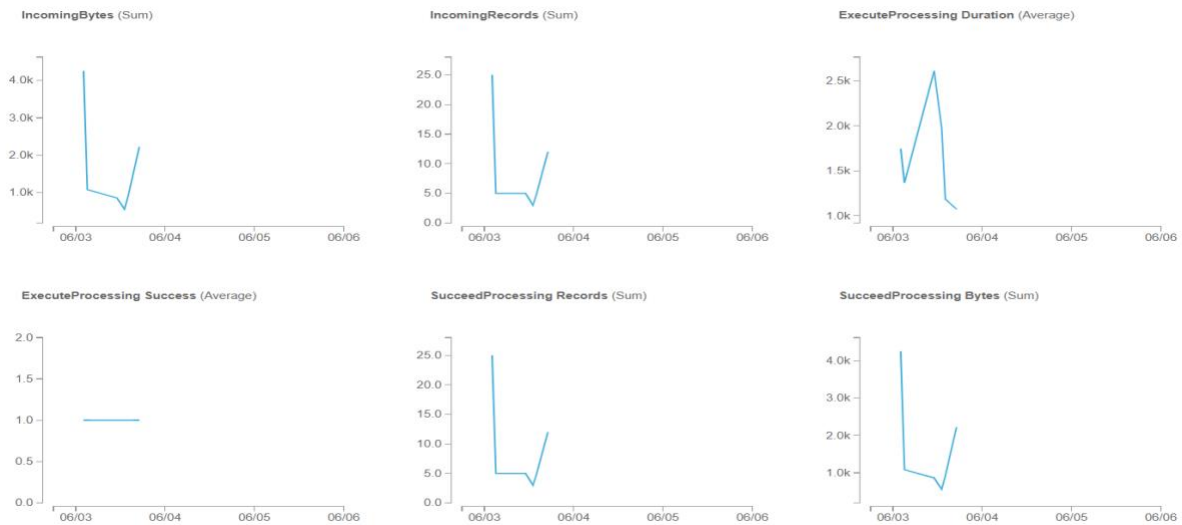 IncomingBytes (Sum)
4.0k
3.0k
2.0k
1.0k
06/03 06/04 06/05 06/06
IncomingRecords (Sum)
25.0
20.0
15.0
10.0
5.0
0.0
06/03 06/04 06/05 06/06
ExecuteProcessing Duration (Average)
2.5k
2.0k
1.5k
1.0k
06/03 06/04 06/05 06/06
ExecuteProcessing Success (Average)
2.0
1.5
1.0
0.5
0.0
06/03 06/04 06/05 06/06
SucceedProcessing Records (Sum)
25.0
20.0
15.0
10.0
5.0
0.0
06/03 06/04 06/05 06/06
SucceedProcessing Bytes (Sum)
4.0k
3.0k
2.0k
1.0k
06/03 06/04 06/05 06/06